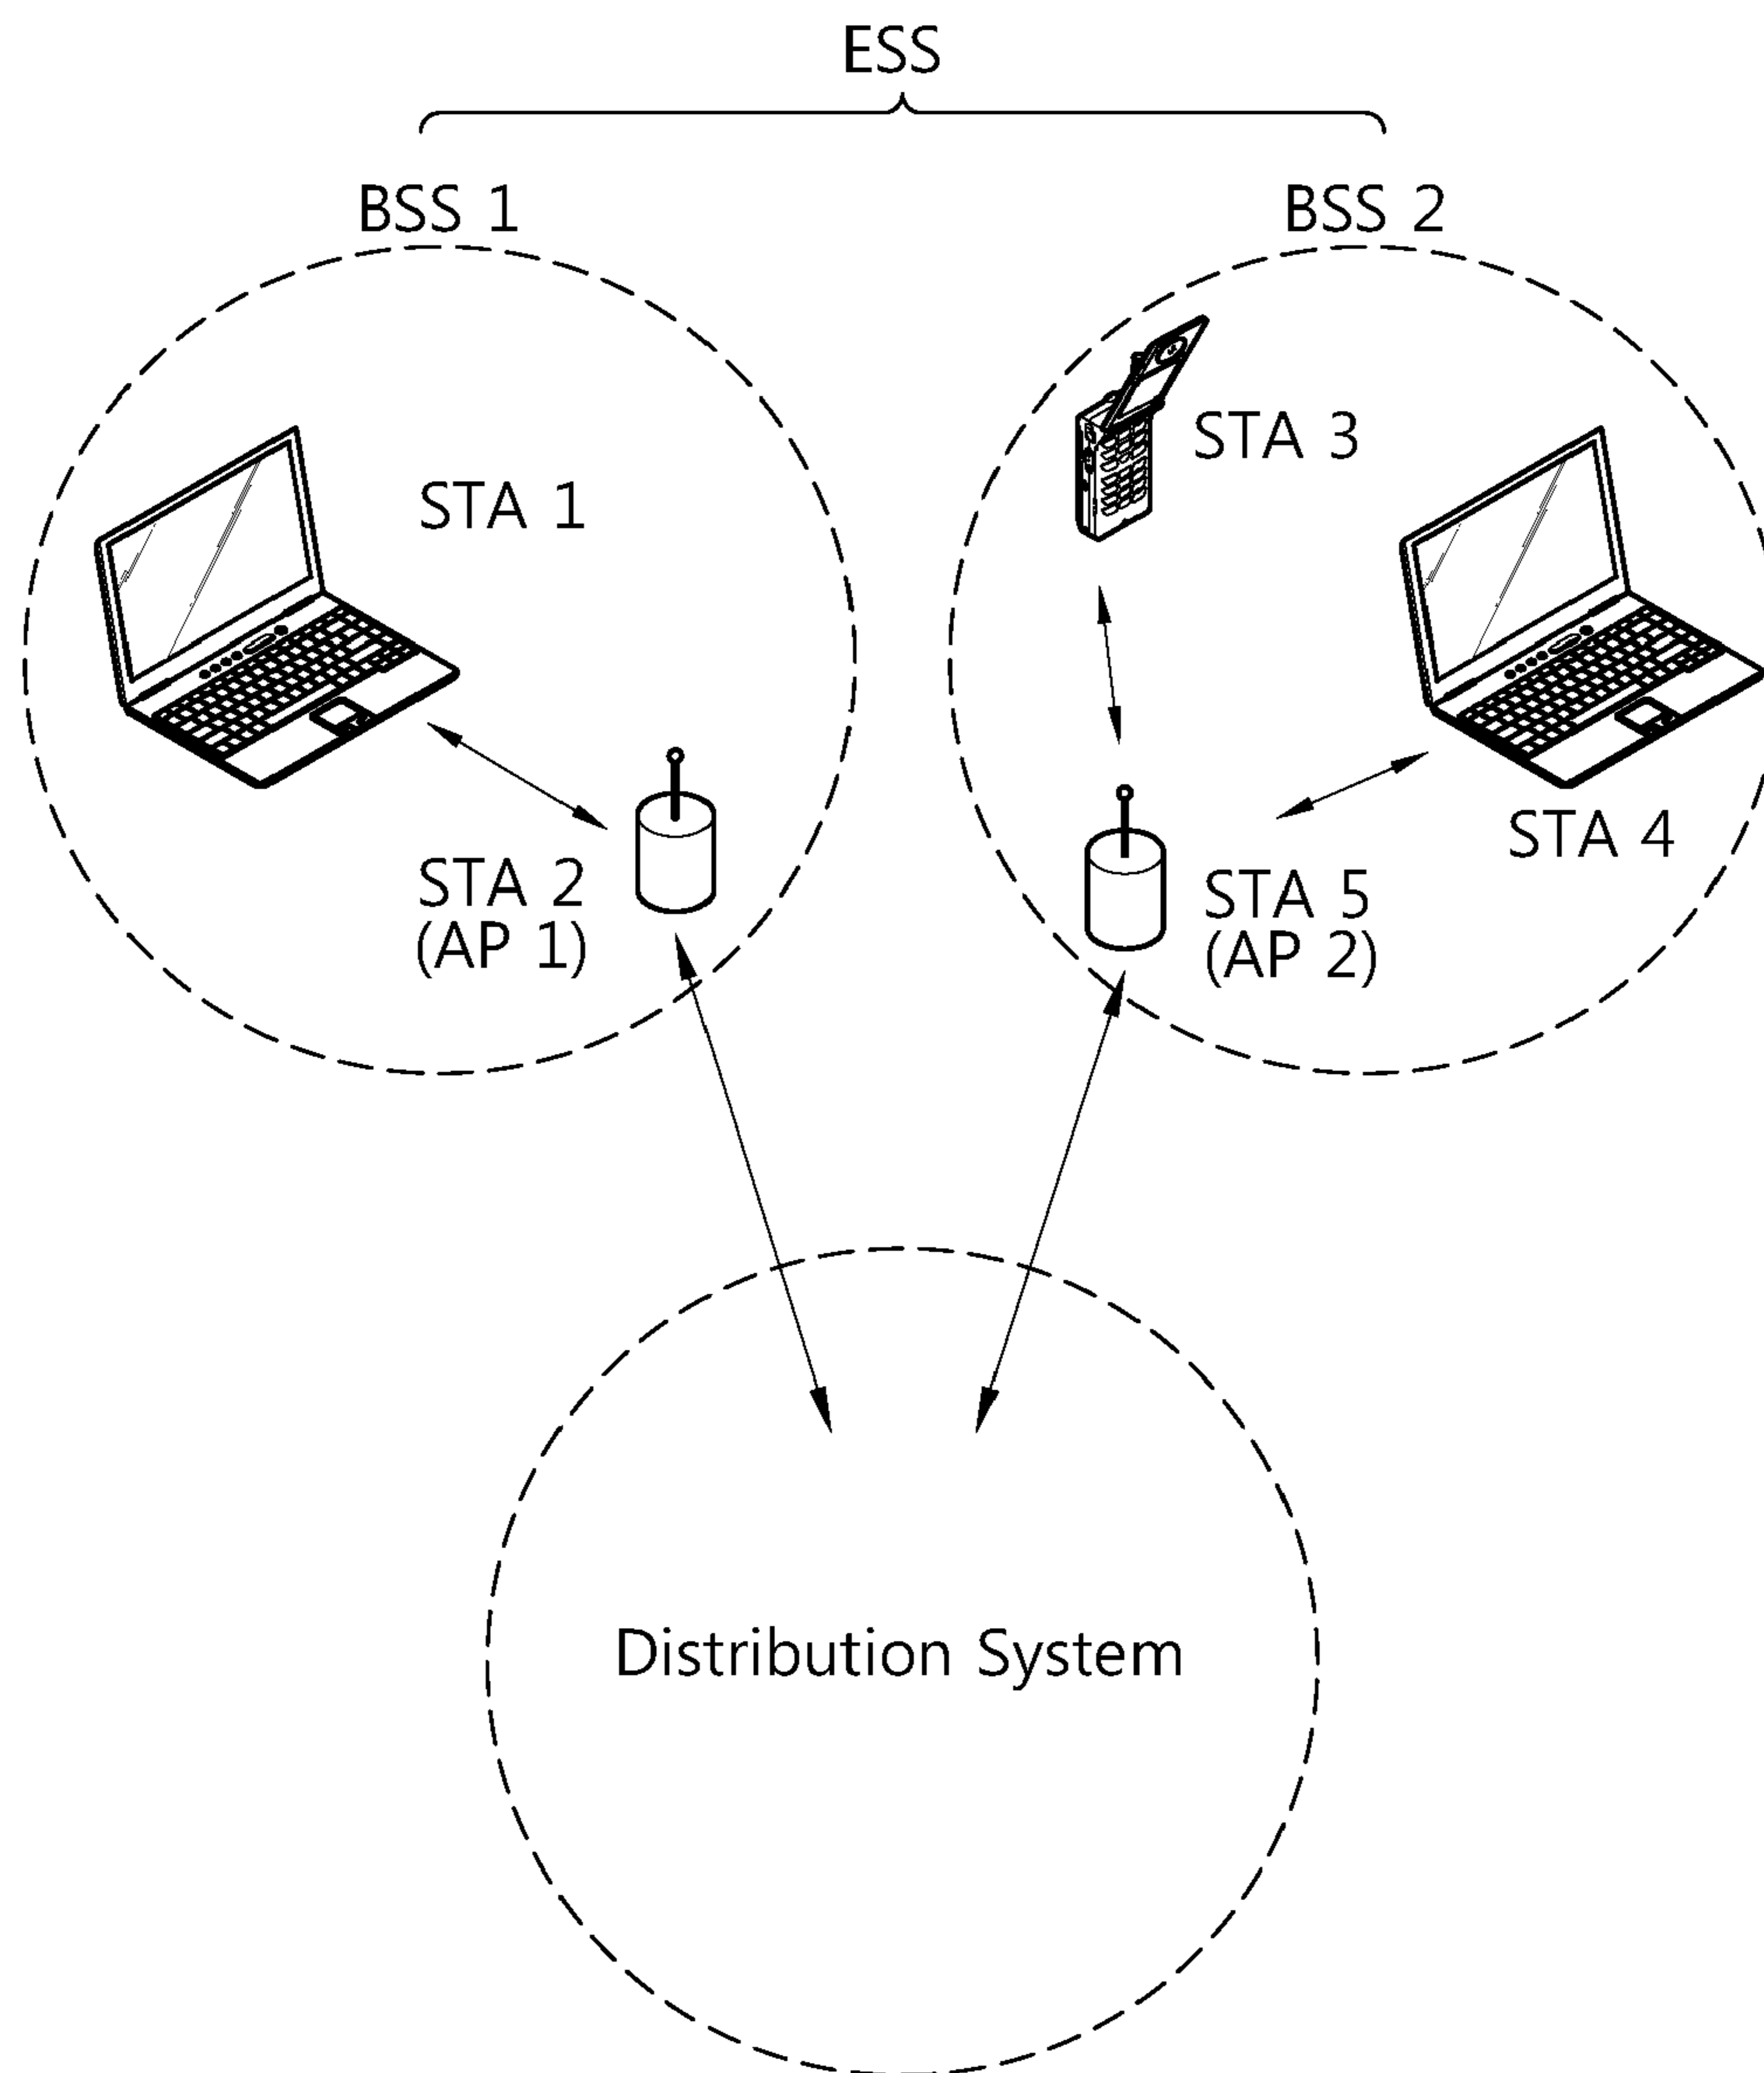 ESS
BSS 1
BSS 2
STA 1
STA 3
STA 2
(AP 1)
STA 4
STA 5
(AP 2)
Distribution System